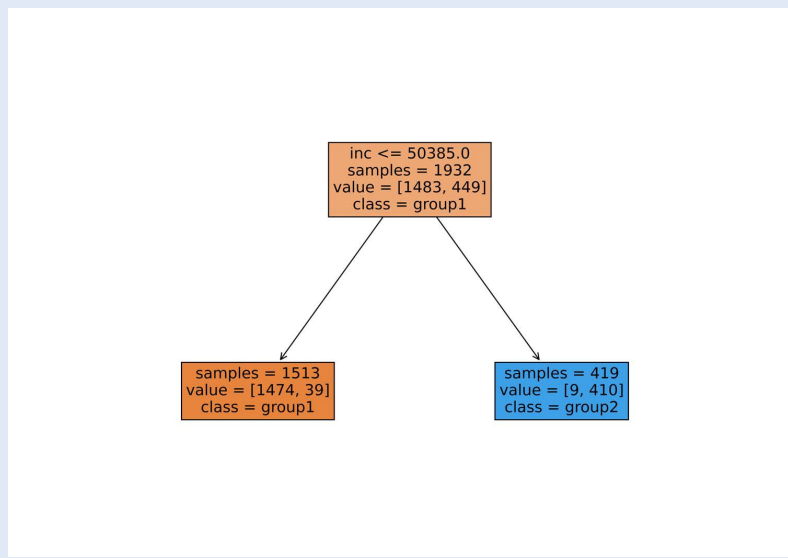 inc <= 50385.0
samples = 1932
value = [1483, 449]
class = group1
samples = 1513
value = [1474, 39]
class = group1
samples = 419
value = [9, 410]
class = group2